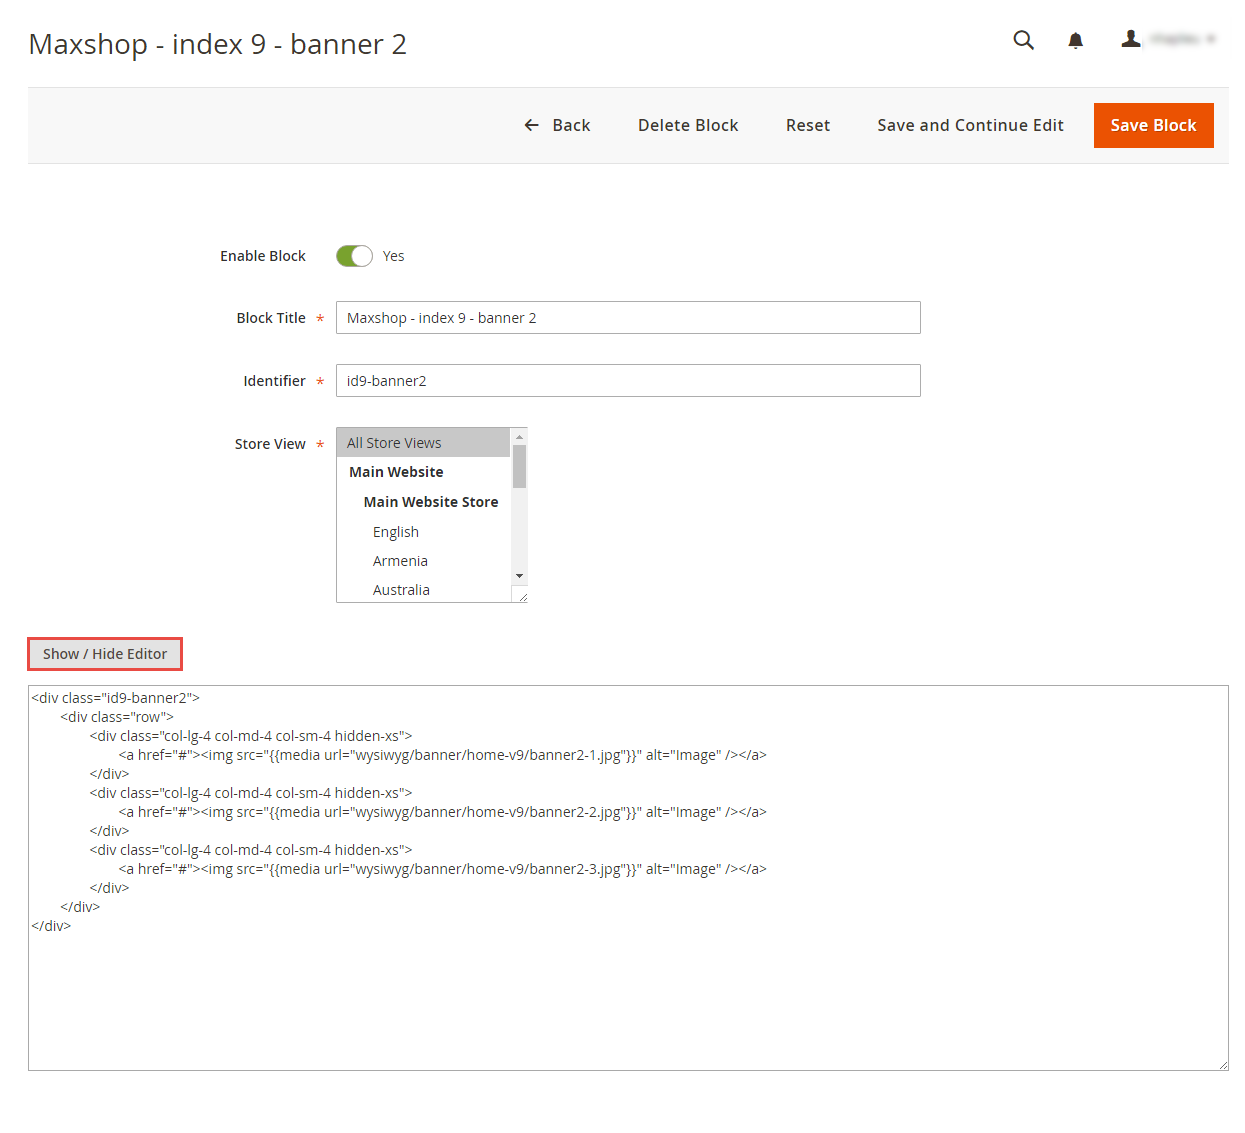 Maxshop - index 9 - banner 2
Back Delete Block Reset Save and Continue Edit Save Block
Enable Block Yes
Block Title * Maxshop - index 9 - banner 2
Identifier * id9-banner2
Store View * All Store Views
Main Website
Main Website Store
English
Armenia
Australia
Show / Hide Editor
<div class="id9-banner2">
<div class="row">
<div class="col-lg-4 col-md-4 col-sm-4 hidden-xs">
<a href="#"><img src="{{media url="wysiwyg/banner/home-v9/banner2-1.jpg"}}" alt="Image" /></a>
</div>
<div class="col-lg-4 col-md-4 col-sm-4 hidden-xs">
<a href="#"><img src="{{media url="wysiwyg/banner/home-v9/banner2-2.jpg"}}" alt="Image" /></a>
</div>
<div class="col-lg-4 col-md-4 col-sm-4 hidden-xs">
<a href="#"><img src="{{media url="wysiwyg/banner/home-v9/banner2-3.jpg"}}" alt="Image" /></a>
</div>
</div>
</div>